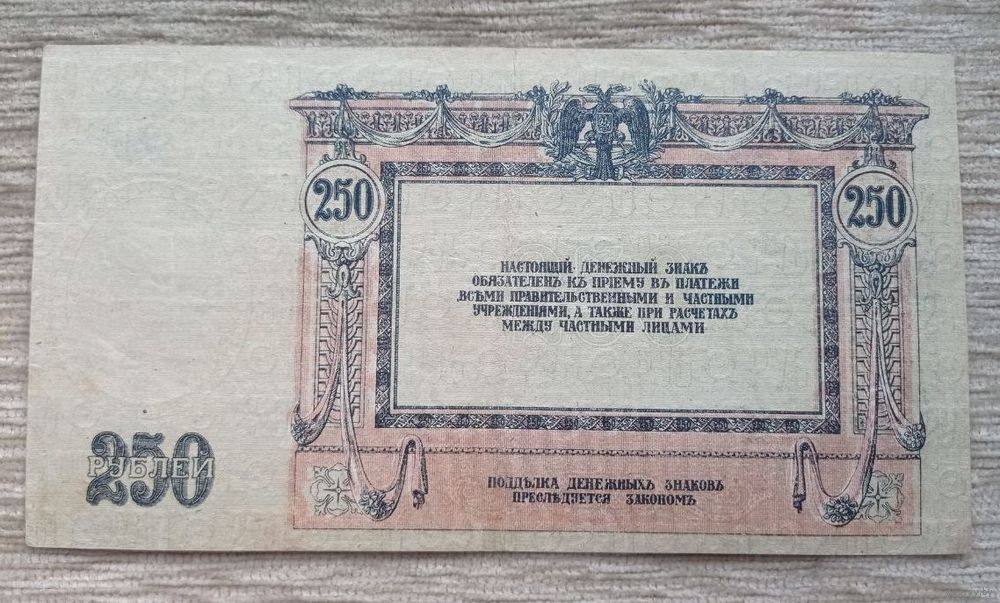 250
250
НАСТОЯЩІЙ ДЕНЕЖНЫЙ ЗНАКЪ
ОБЯЗАТЕЛЕНЪ КЪ ПРІЕМУ ВЪ ПЛАТЕЖИ
ВСѢМИ ПРАВИТЕЛЬСТВЕННЫМИ И ЧАСТНЫМИ
УЧРЕЖДЕНІЯМИ, А ТАКЖЕ ПРИ РАСЧЕТАХЪ
МЕЖДУ ЧАСТНЫМИ ЛИЦАМИ
250
РУБЛЕЙ
ПОДДѢЛКА ДЕНЕЖНЫХЪ ЗНАКОВЪ
ПРЕСЛѢДУЕТСЯ ЗАКОНОМЪ